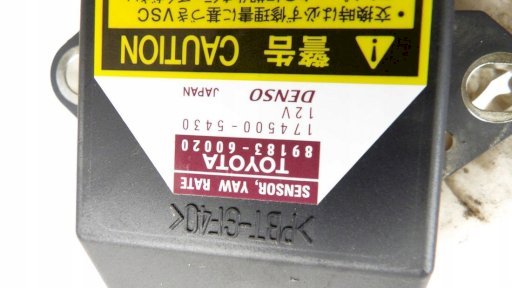 >PBT-GF40<
SENSOR, YAW RATE
TOYOTA
89183-60020
174500-5430
12V
DENSO JAPAN
警告 CAUTION
・交換時は必ず修理書に基づきVSC